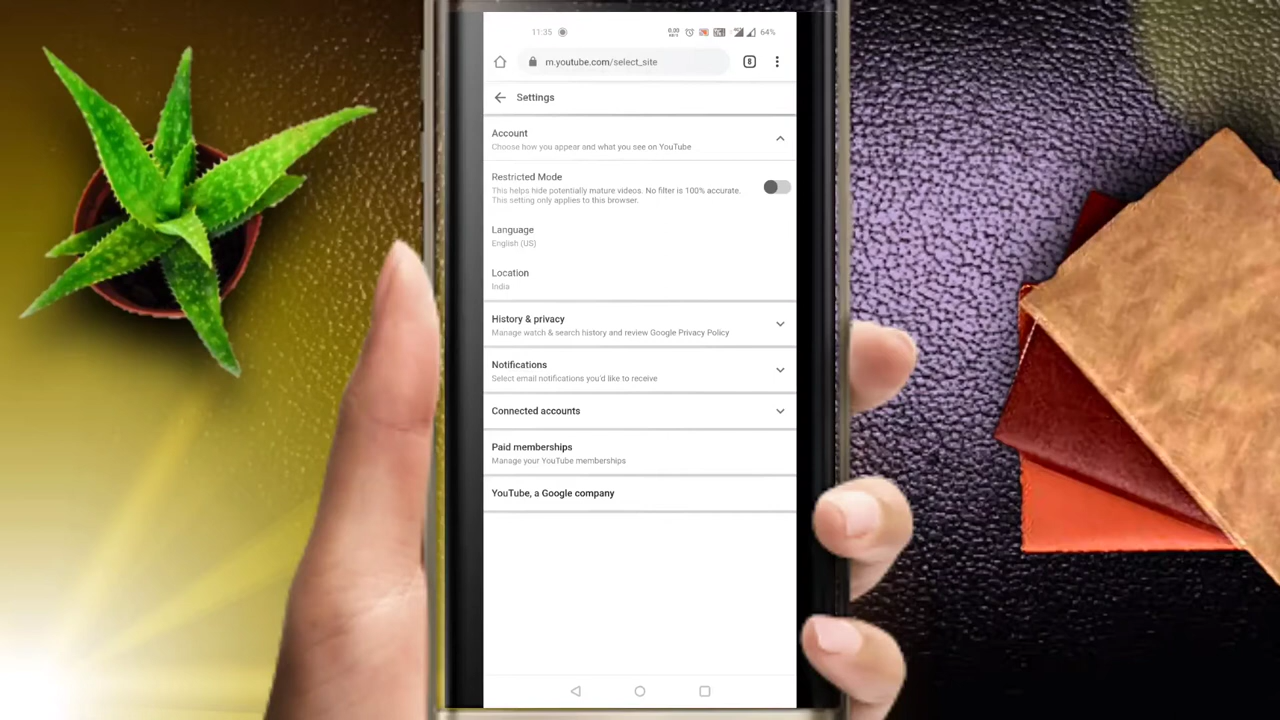 11:35 64%
m.youtube.com/select_site 8
Settings
Account
Choose how you appear and what you see on YouTube
Restricted Mode
This helps hide potentially mature videos. No filter is 100% accurate.
This setting only applies to this browser.
Language
English (US)
Location
India
History & privacy
Manage watch & search history and review Google Privacy Policy
Notifications
Select email notifications you'd like to receive
Connected accounts
Paid memberships
Manage your YouTube memberships
YouTube, a Google company